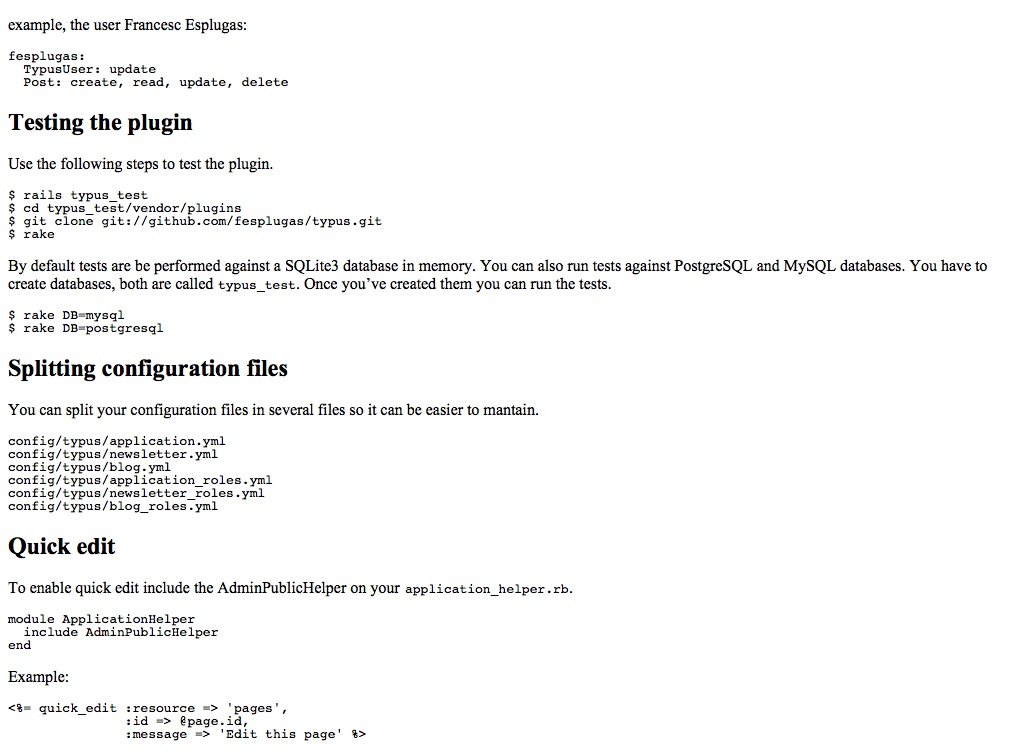 example, the user Francesc Esplugas:
fesplugas:
  TypusUser: update
  Post: create, read, update, delete
Testing the plugin
Use the following steps to test the plugin.
$ rails typus_test
$ cd typus_test/vendor/plugins
$ git clone git://github.com/fesplugas/typus.git
$ rake
By default tests are be performed against a SQLite3 database in memory. You can also run tests against PostgreSQL and MySQL databases. You have to
create databases, both are called typus_test. Once you’ve created them you can run the tests.
$ rake DB=mysql
$ rake DB=postgresql
Splitting configuration files
You can split your configuration files in several files so it can be easier to mantain.
config/typus/application.yml
config/typus/newsletter.yml
config/typus/blog.yml
config/typus/application_roles.yml
config/typus/newsletter_roles.yml
config/typus/blog_roles.yml
Quick edit
To enable quick edit include the AdminPublicHelper on your application_helper.rb.
module ApplicationHelper
  include AdminPublicHelper
end
Example:
<%= quick_edit :resource => 'pages',
               :id => @page.id,
               :message => 'Edit this page' %>